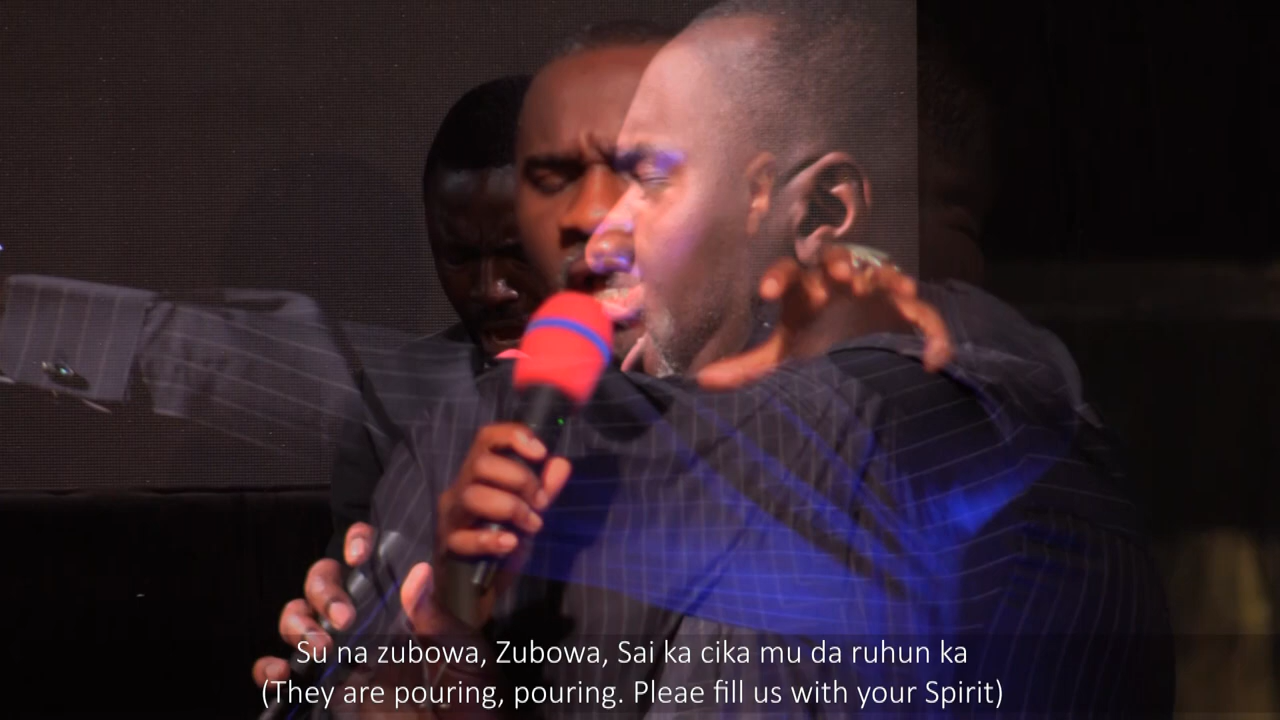 Su na zubowa, Zubowa, Sai ka cika mu da ruhun ka
(They are pouring, pouring. Pleae fill us with your Spirit)